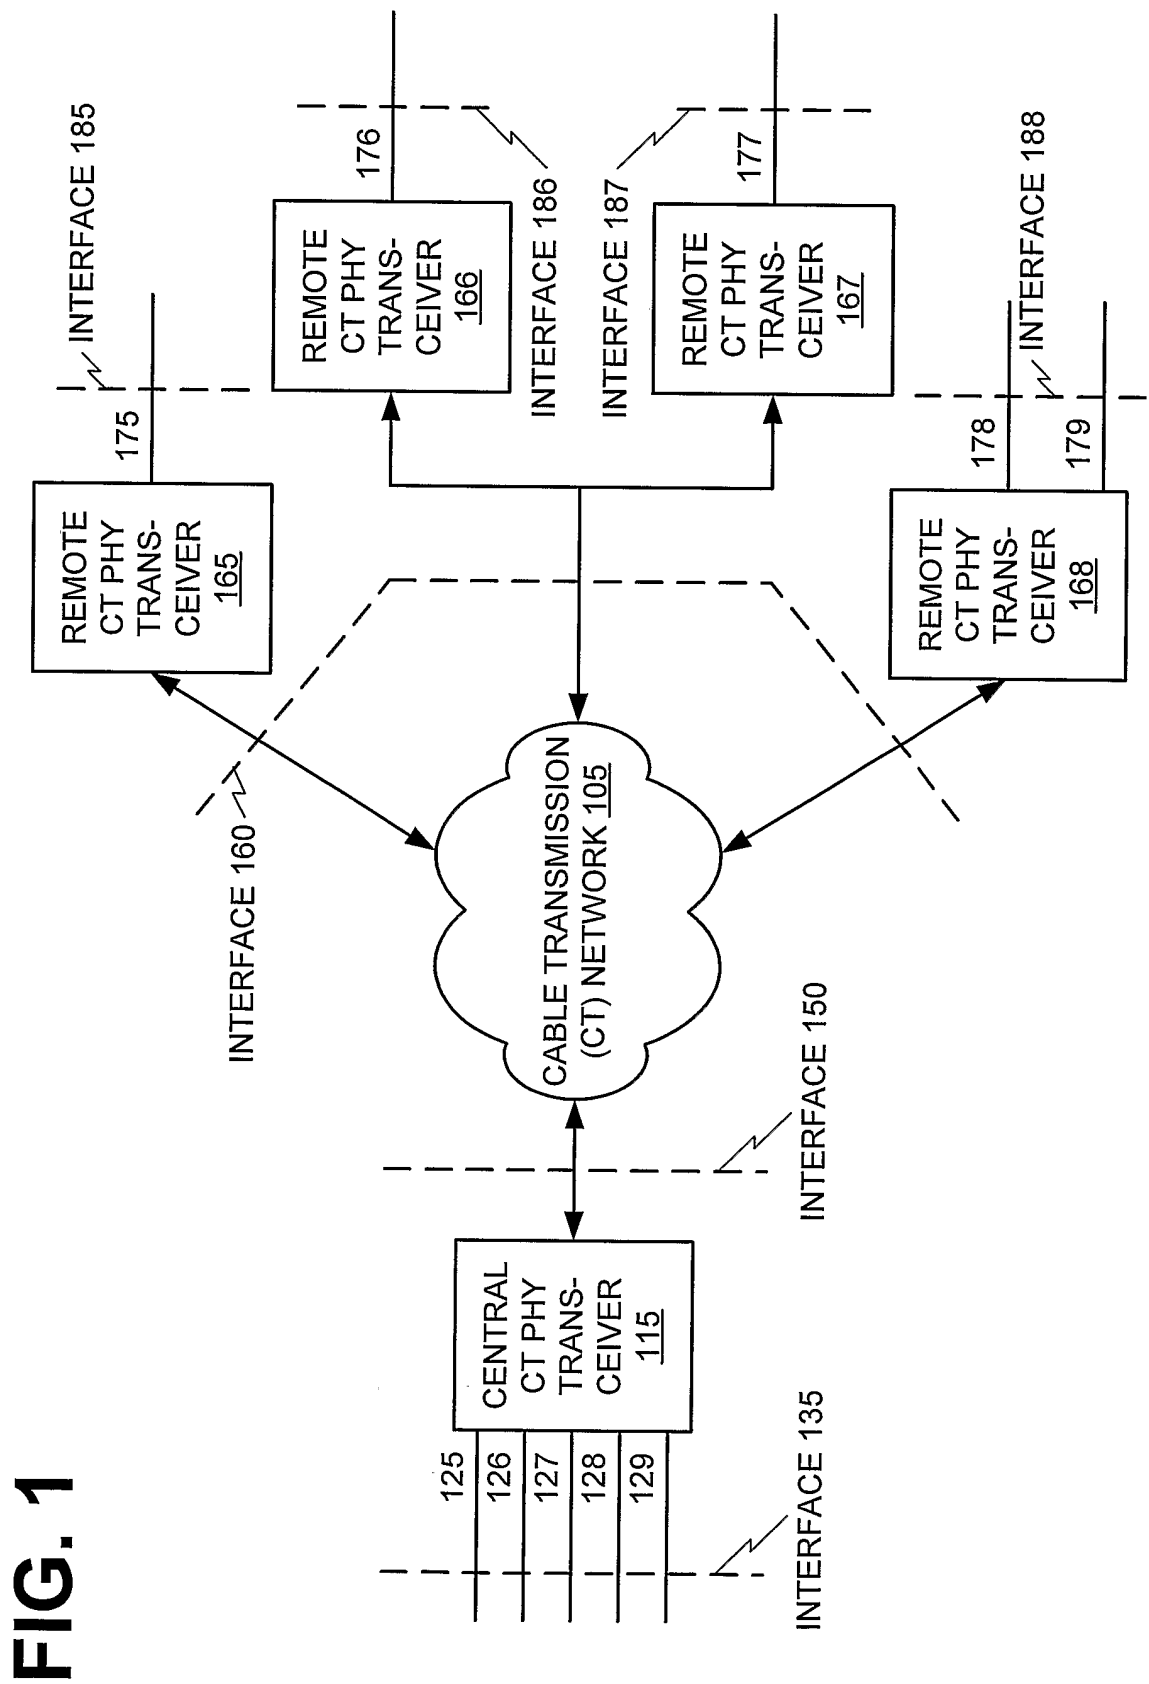 FIG. 1
125
126
127
128
129
INTERFACE 135
CENTRAL
CT PHY
TRANS-
CEIVER
115
INTERFACE 150
CABLE TRANSMISSION
(CT) NETWORK 105
INTERFACE 160
REMOTE
CT PHY
TRANS-
CEIVER
165
175
INTERFACE 185
REMOTE
CT PHY
TRANS-
CEIVER
166
176
INTERFACE 186
INTERFACE 187
REMOTE
CT PHY
TRANS-
CEIVER
167
177
REMOTE
CT PHY
TRANS-
CEIVER
168
178
179
INTERFACE 188